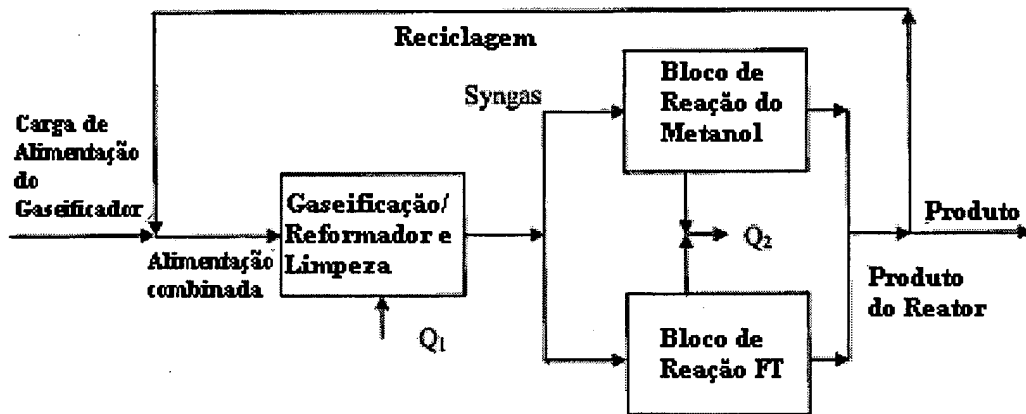 Reciclagem
Carga de
Alimentação
do
Gaseificador
Alimentação
combinada
Gaseificação/
Reformador e
Limpeza
Q₁
Syngas
Bloco de
Reação do
Metanol
Q₂
Bloco de
Reação FT
Produto
Produto
do Reator